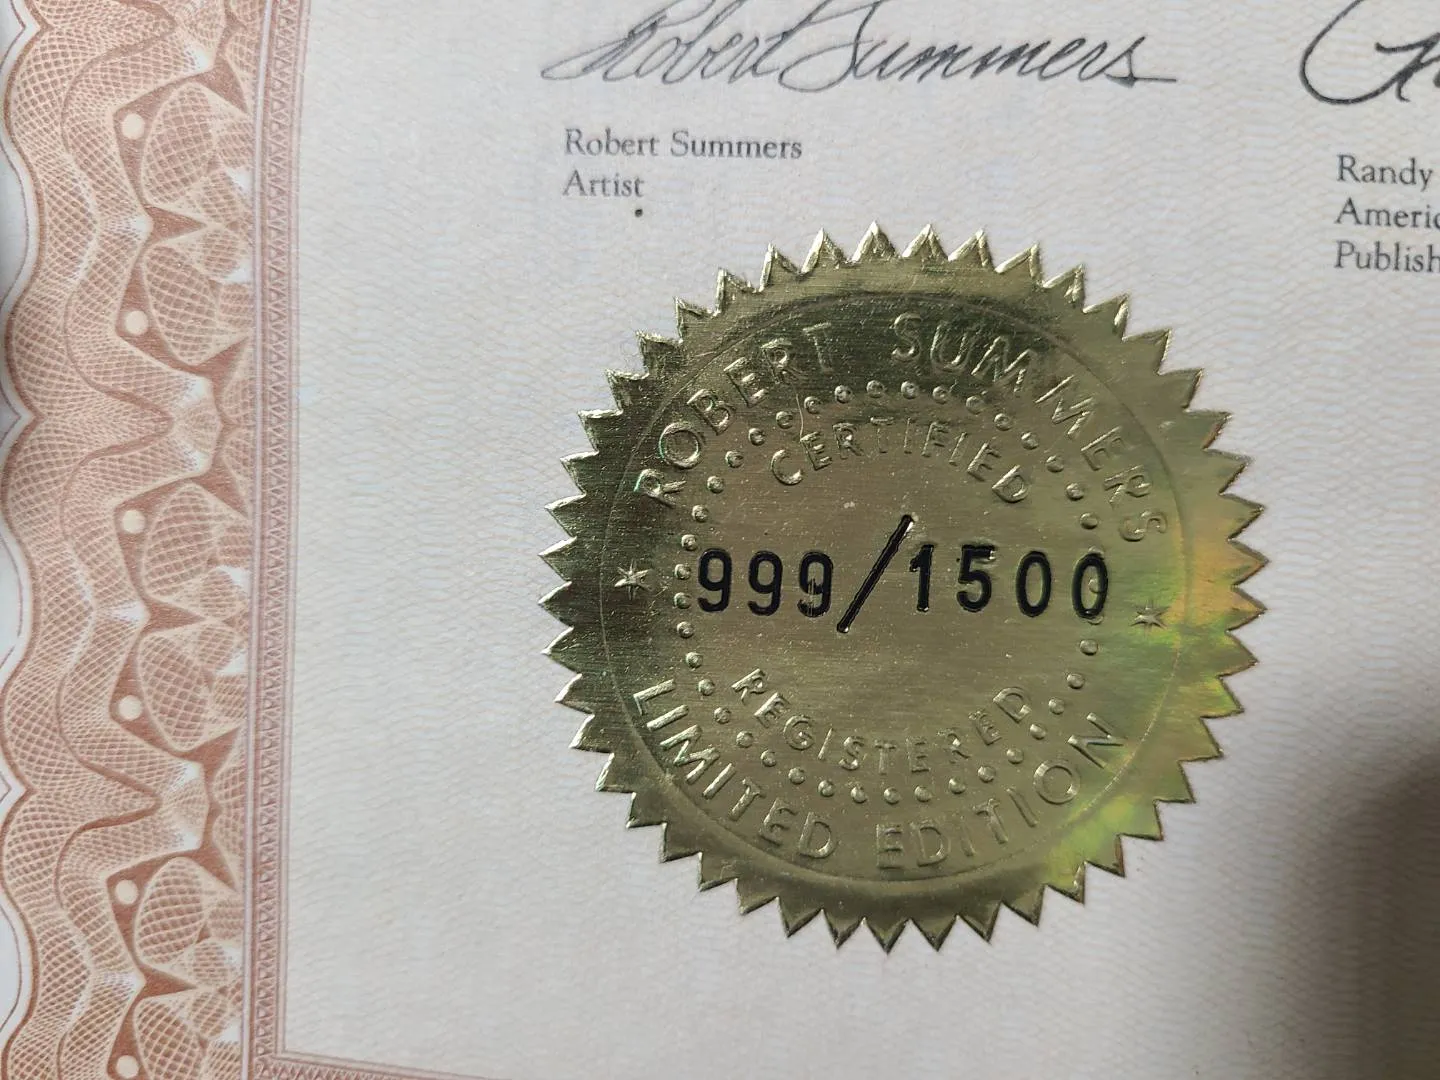 Robert Summers
Robert Summers
Artist
Randy
Publish
ROBERT SUMMERS
CERTIFIED
999/1500
REGISTERED
LIMITED EDITION